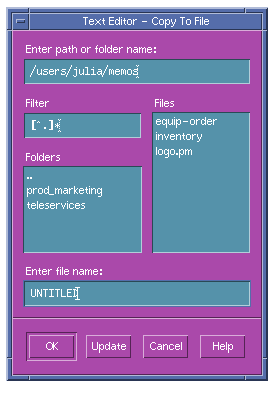 Text Editor - Copy To File
Enter path or folder name:
/users/julia/memos
Filter
[^.]*
Files
equip-order
inventory
logo.pm
Folders
..
prod_marketing
teleservices
Enter file name:
UNTITLED
OK
Update
Cancel
Help